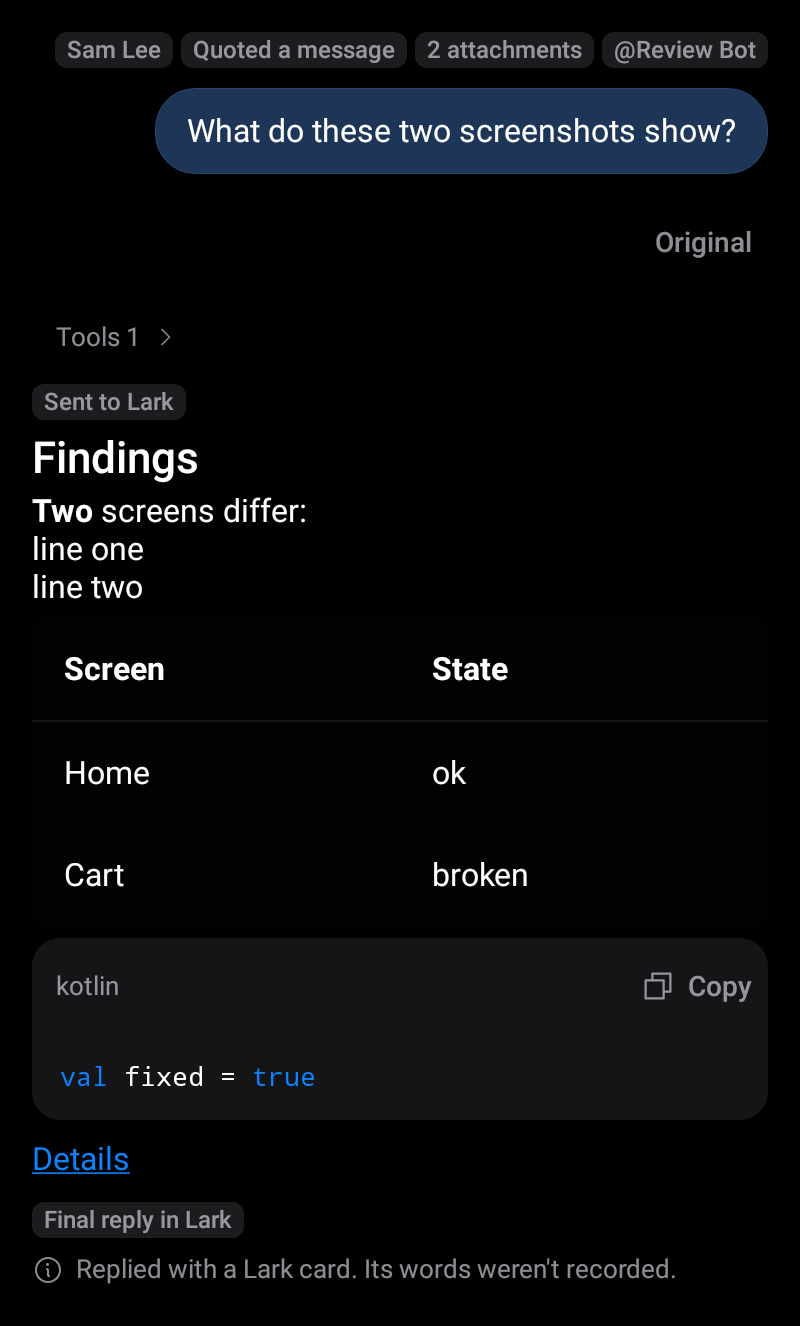 Sam Lee Quoted a message 2 attachments @Review Bot
What do these two screenshots show?
Original
Tools 1
Sent to Lark
Findings
Two screens differ:
line one
line two
Screen State
Home ok
Cart broken
kotlin Copy
val fixed = true
Details
Final reply in Lark
Replied with a Lark card. Its words weren't recorded.